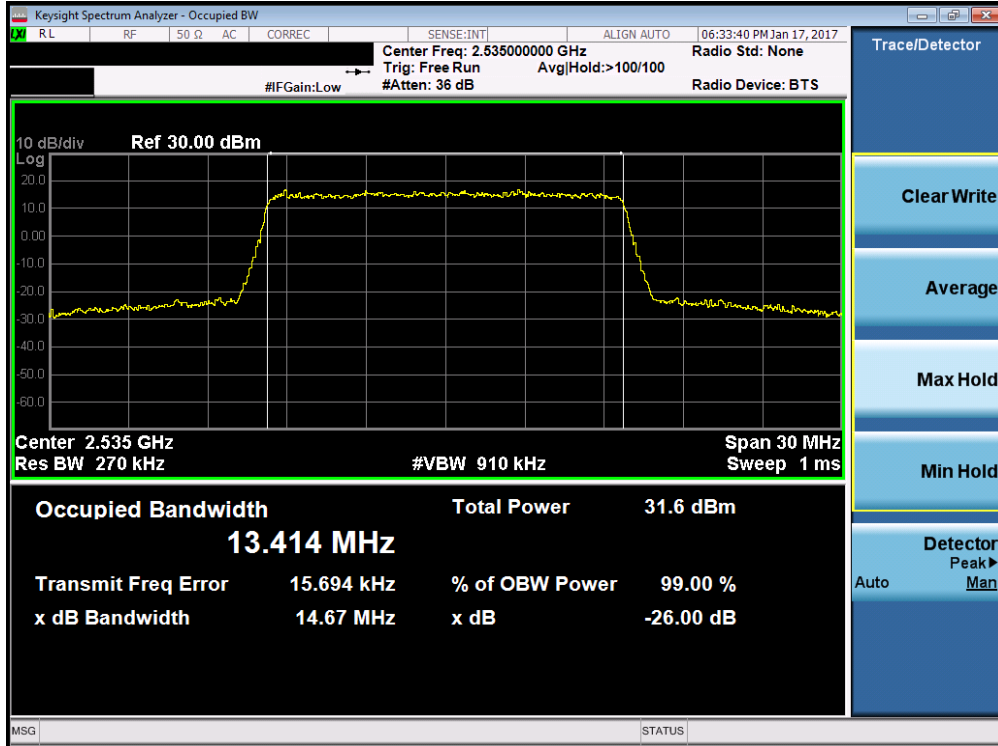 Keysight Spectrum Analyzer - Occupied BW
LXI RL RF 50 Ω AC CORREC SENSE:INT ALIGN AUTO 06:33:40 PM Jan 17, 2017
Center Freq: 2.535000000 GHz Radio Std: None
Trig: Free Run Avg|Hold:>100/100
#IFGain:Low #Atten: 36 dB Radio Device: BTS
Trace/Detector
10 dB/div Ref 30.00 dBm
Log
20.0
10.0
0.00
-10.0
-20.0
-30.0
-40.0
-50.0
-60.0
Center 2.535 GHz Span 30 MHz
Res BW 270 kHz #VBW 910 kHz Sweep 1 ms
Occupied Bandwidth Total Power 31.6 dBm
13.414 MHz
Transmit Freq Error 15.694 kHz % of OBW Power 99.00 %
x dB Bandwidth 14.67 MHz x dB -26.00 dB
Clear Write
Average
Max Hold
Min Hold
Detector
Peak▶
Auto Man
MSG STATUS